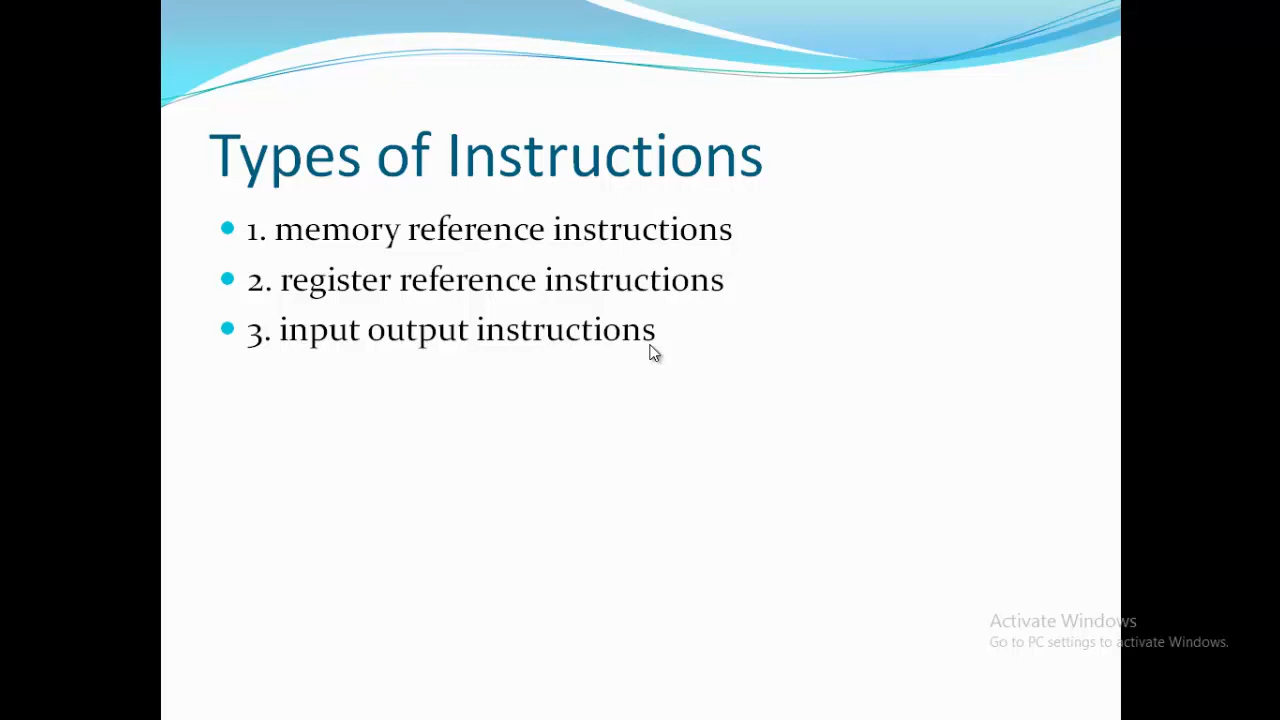 Types of Instructions
1. memory reference instructions
2. register reference instructions
3. input output instructions
Activate Windows
Go to PC settings to activate Windows.